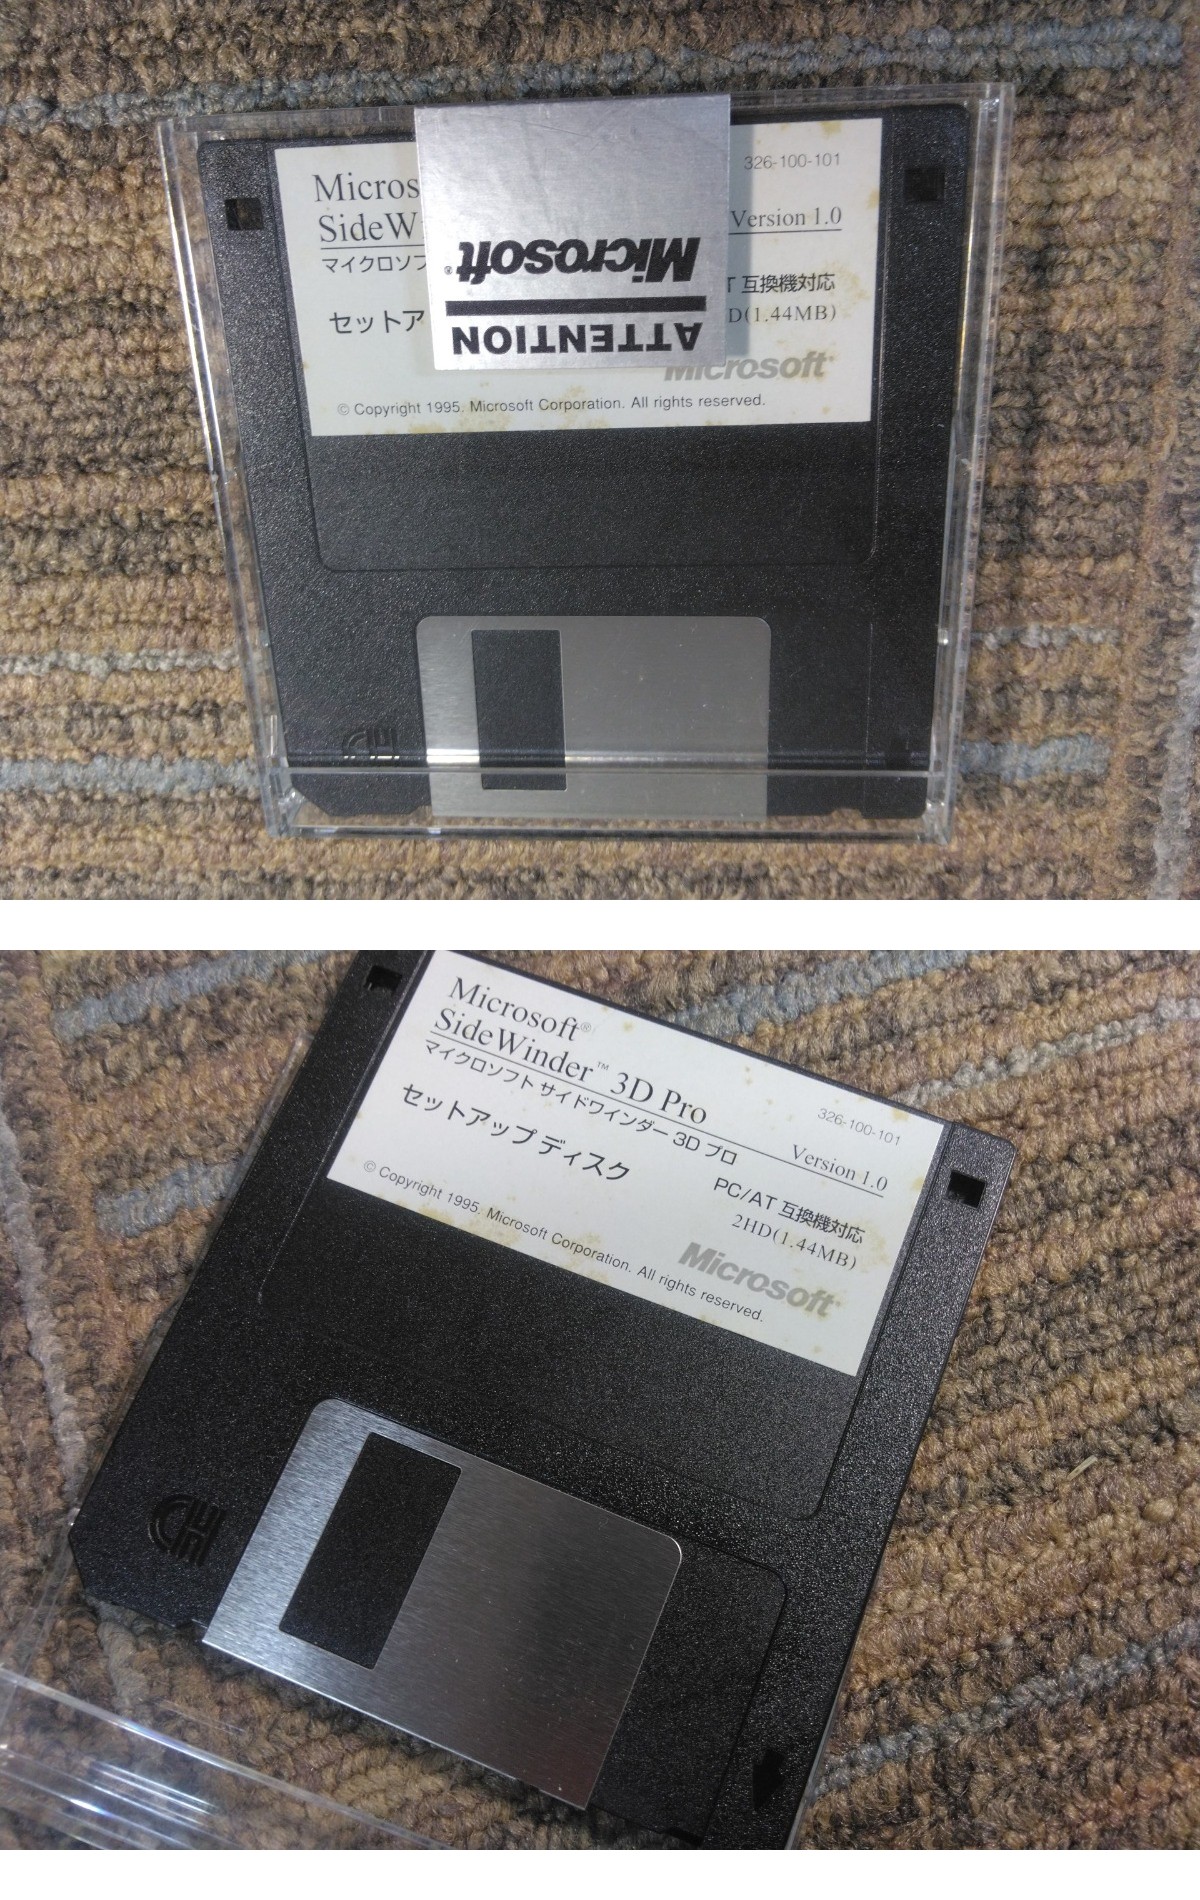 326-100-101
Micros
SideW
Version 1.0
マイクロソフ
T 互換機対応
セットア
D(1.44MB)
Microsoft
© Copyright 1995. Microsoft Corporation. All rights reserved.
ATTENTION
Microsoft®
HD
Microsoft®
SideWinder™ 3D Pro
326-100-101
Version 1.0
マイクロソフト サイドワインダー 3D プロ
セットアップディスク
PC/AT 互換機対応
2HD(1.44MB)
Microsoft
© Copyright 1995. Microsoft Corporation. All rights reserved.
HD